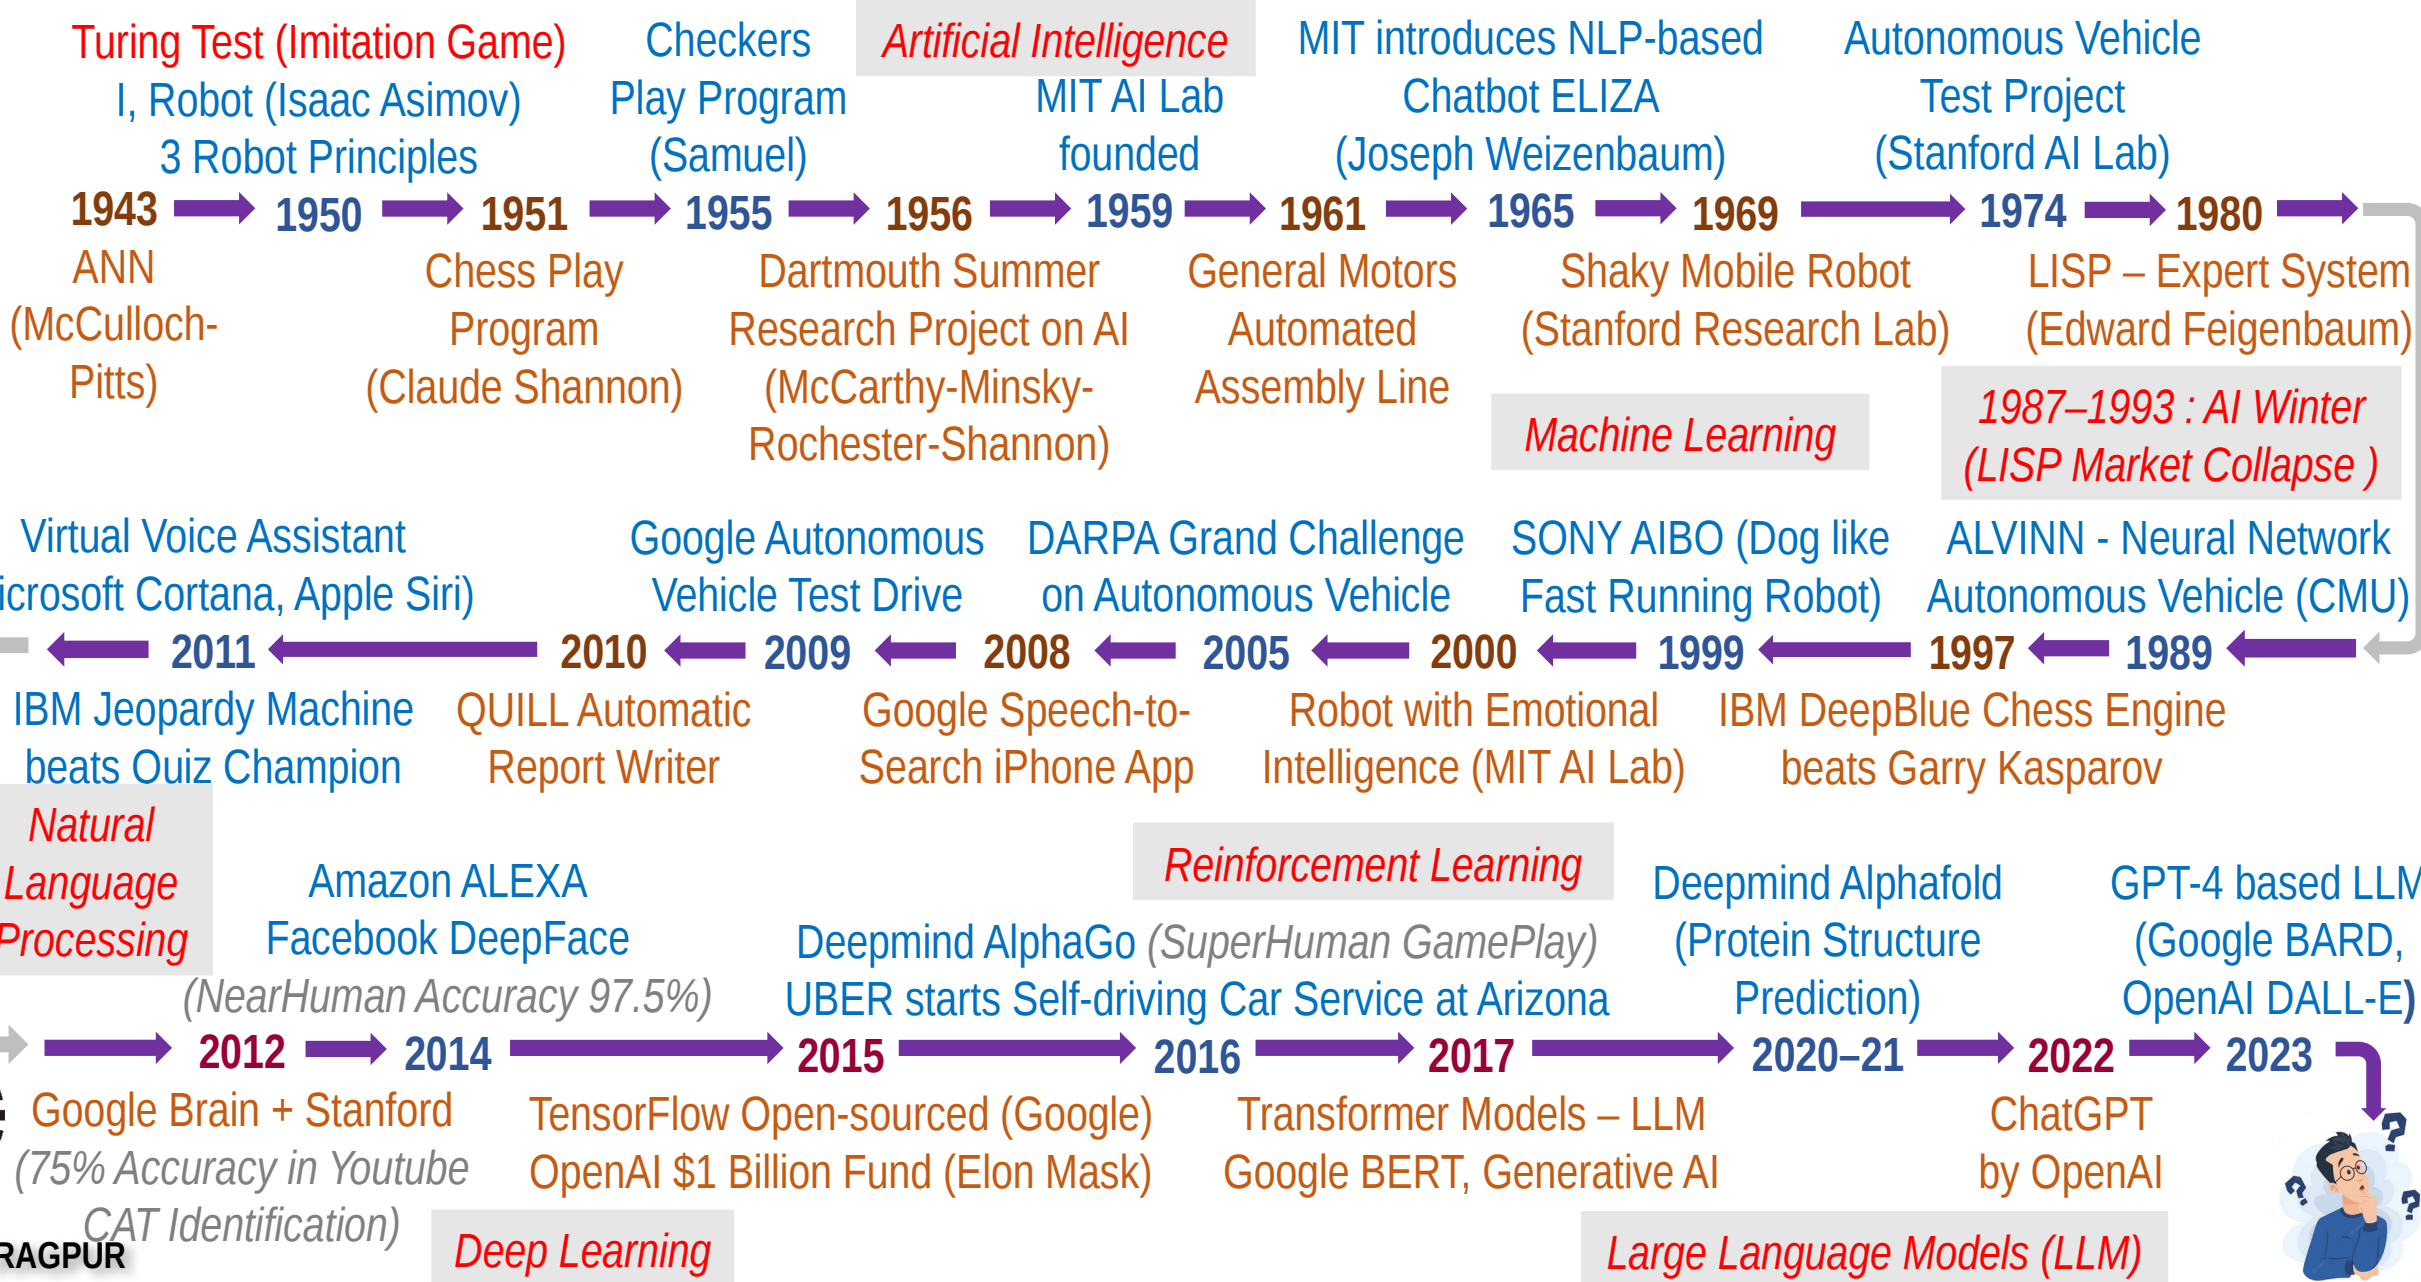 Turing Test (Imitation Game)
I, Robot (Isaac Asimov)
3 Robot Principles
Checkers
Play Program
(Samuel)
Artificial Intelligence
MIT AI Lab
founded
MIT introduces NLP-based
Chatbot ELIZA
(Joseph Weizenbaum)
Autonomous Vehicle
Test Project
(Stanford AI Lab)
1943 1950 1951 1955 1956 1959 1961 1965 1969 1974 1980
ANN
(McCulloch-
Pitts)
Chess Play
Program
(Claude Shannon)
Dartmouth Summer
Research Project on AI
(McCarthy-Minsky-
Rochester-Shannon)
General Motors
Automated
Assembly Line
Shaky Mobile Robot
(Stanford Research Lab)
LISP – Expert System
(Edward Feigenbaum)
Machine Learning
1987–1993 : AI Winter
(LISP Market Collapse )
Virtual Voice Assistant
icrosoft Cortana, Apple Siri)
Google Autonomous
Vehicle Test Drive
DARPA Grand Challenge
on Autonomous Vehicle
SONY AIBO (Dog like
Fast Running Robot)
ALVINN - Neural Network
Autonomous Vehicle (CMU)
2011 2010 2009 2008 2005 2000 1999 1997 1989
IBM Jeopardy Machine
beats Quiz Champion
QUILL Automatic
Report Writer
Google Speech-to-
Search iPhone App
Robot with Emotional
Intelligence (MIT AI Lab)
IBM DeepBlue Chess Engine
beats Garry Kasparov
Natural
Language
Processing
Amazon ALEXA
Facebook DeepFace
(NearHuman Accuracy 97.5%)
Reinforcement Learning
Deepmind AlphaGo (SuperHuman GamePlay)
UBER starts Self-driving Car Service at Arizona
Deepmind Alphafold
(Protein Structure
Prediction)
GPT-4 based LLM
(Google BARD,
OpenAI DALL-E)
2012 2014 2015 2016 2017 2020–21 2022 2023
Google Brain + Stanford
(75% Accuracy in Youtube
CAT Identification)
TensorFlow Open-sourced (Google)
OpenAI $1 Billion Fund (Elon Mask)
Transformer Models – LLM
Google BERT, Generative AI
ChatGPT
by OpenAI
RAGPUR
Deep Learning
Large Language Models (LLM)